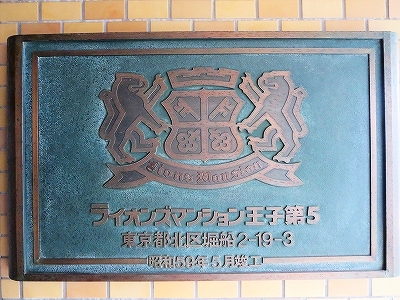 Lions Mansion
ライオンズマンション王子第5
東京都北区堀船2-19-3
昭和59年5月竣工